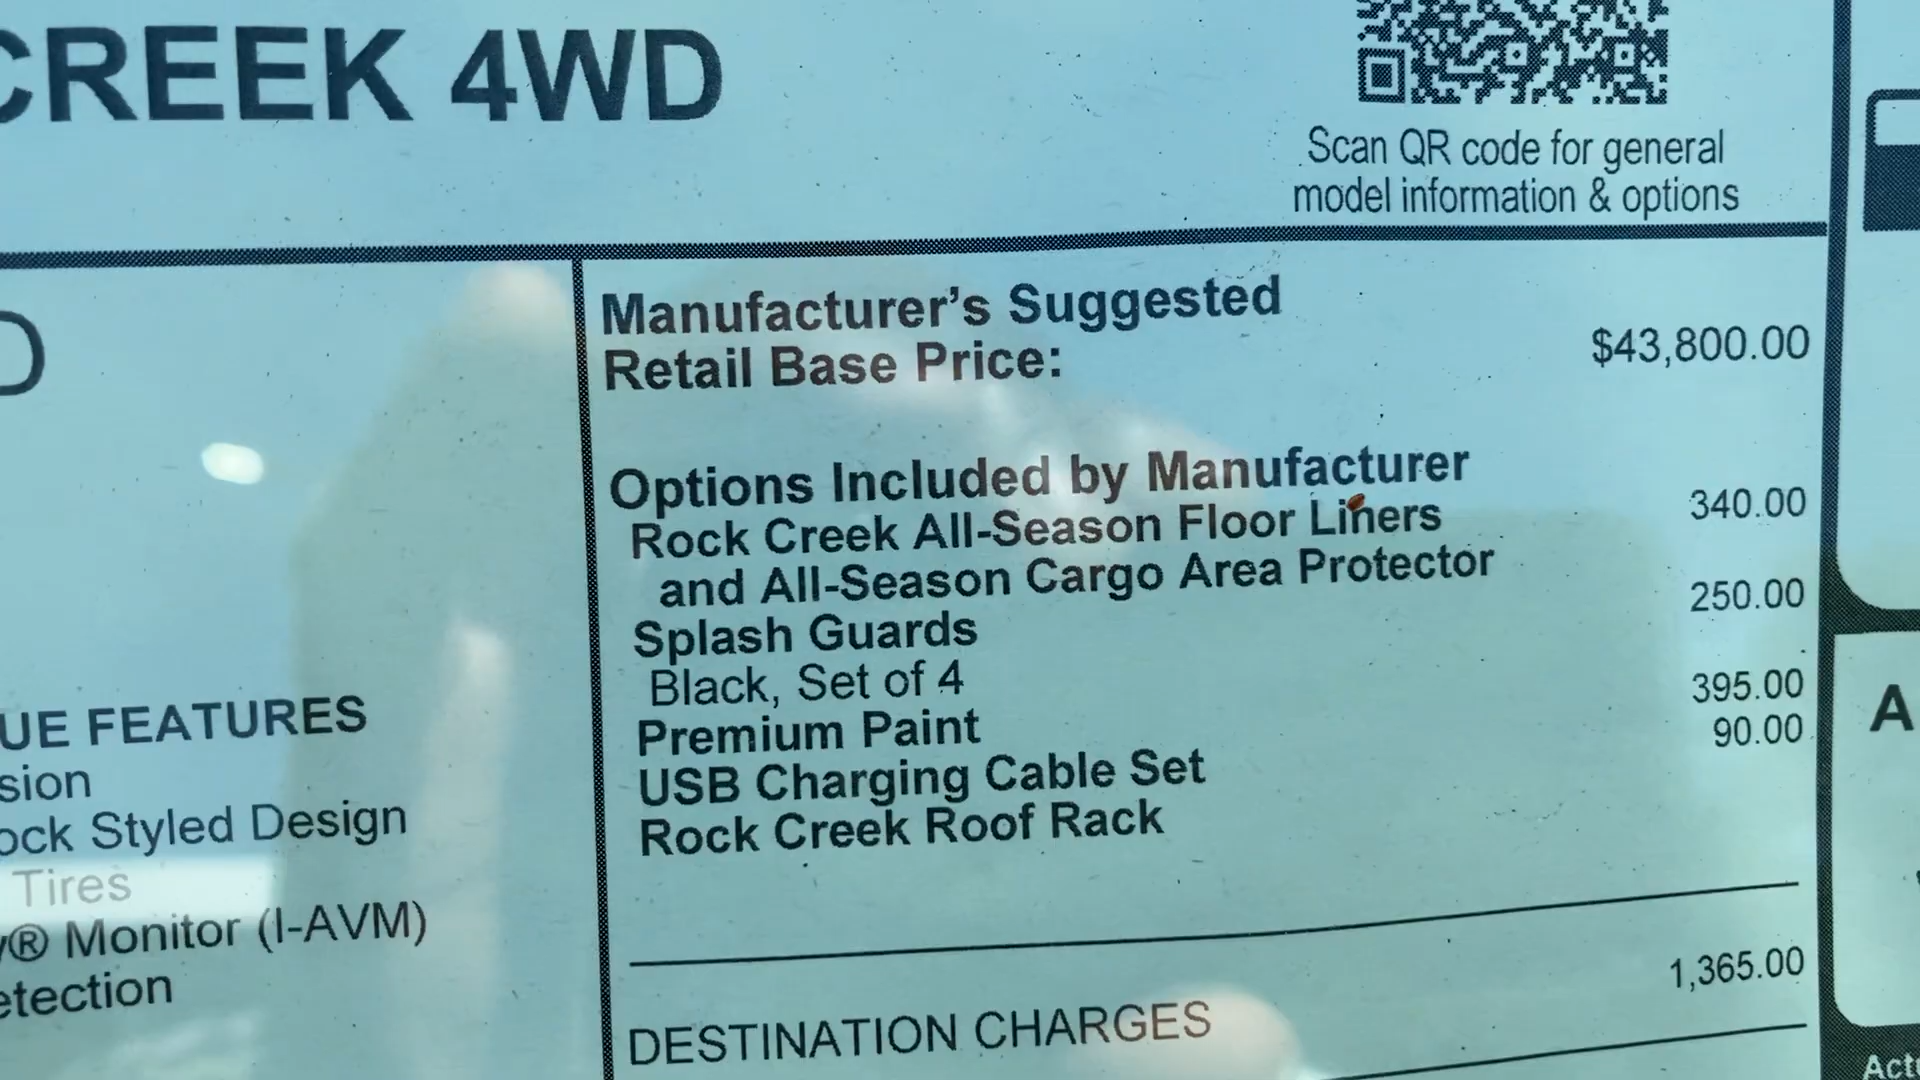 CREEK 4WD
Scan QR code for general
model information & options
Manufacturer's Suggested
Retail Base Price: $43,800.00
Options Included by Manufacturer
Rock Creek All-Season Floor Liners 340.00
and All-Season Cargo Area Protector
Splash Guards 250.00
Black, Set of 4
Premium Paint 395.00
USB Charging Cable Set 90.00
Rock Creek Roof Rack
DESTINATION CHARGES 1,365.00
D
UE FEATURES
sion
ock Styled Design
Tires
® Monitor (I-AVM)
etection
A
Actu